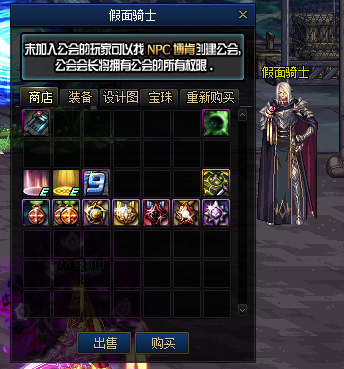 假面骑士
未加入公会的玩家可以找 NPC 博肯创建公会,
公会会长将拥有公会的所有权限 .
假面骑士
商店 装备 设计图 宝珠 重新购买
E E 9
出售 购买